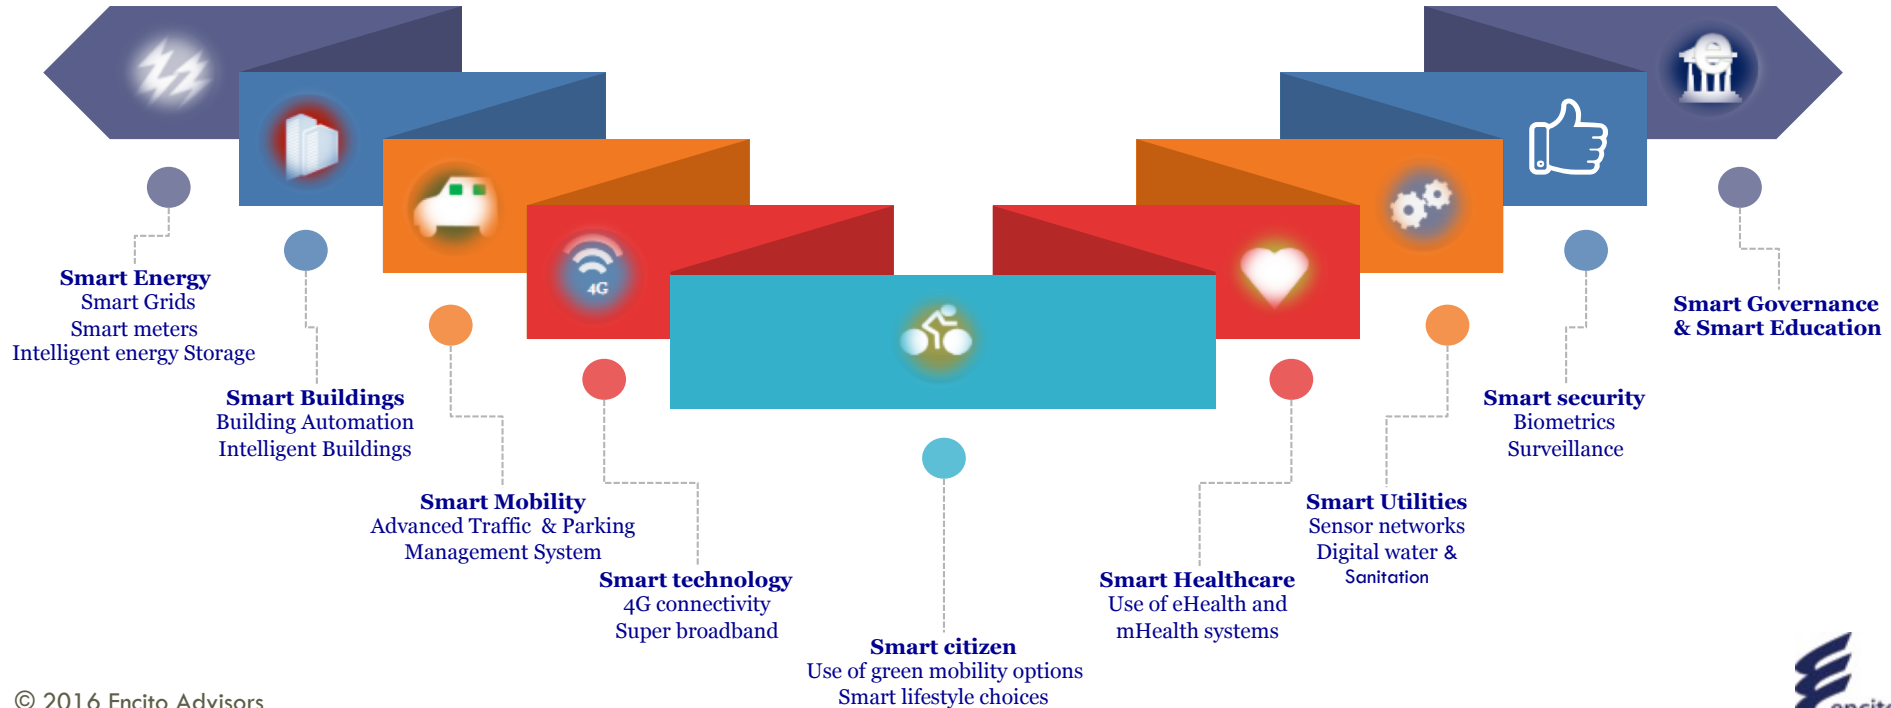 4G
Smart Energy
Smart Grids
Smart meters
Intelligent energy Storage
Smart Buildings
Building Automation
Intelligent Buildings
Smart Mobility
Advanced Traffic & Parking
Management System
Smart technology
4G connectivity
Super broadband
Smart citizen
Use of green mobility options
Smart lifestyle choices
Smart Healthcare
Use of eHealth and
mHealth systems
Smart Utilities
Sensor networks
Digital water &
Sanitation
Smart security
Biometrics
Surveillance
Smart Governance
& Smart Education
e
© 2016 Encito Advisors